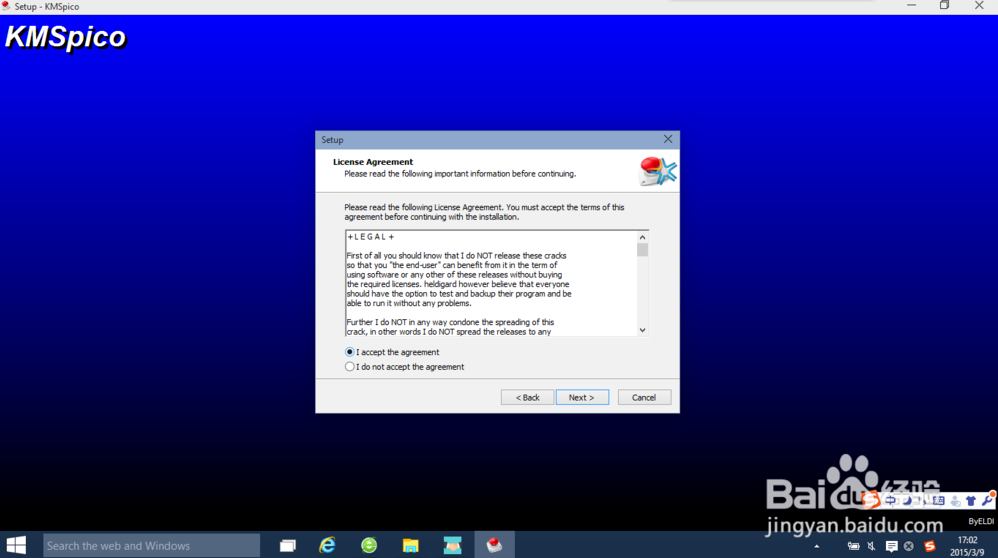 Setup - KMSpico
KMSpico
Setup
License Agreement
Please read the following important information before continuing.
Please read the following License Agreement. You must accept the terms of this
agreement before continuing with the installation.
+LEGAL+
First of all you should know that I do NOT release these cracks
so that you "the end-user" can benefit from it in the term of
using software or any other of these releases without buying
the required licenses. heldigard however believe that everyone
should have the option to test and backup their program and be
able to run it without any problems.
Further I do NOT in any way condone the spreading of this
crack, in other words I do NOT spread the releases to any
I accept the agreement
I do not accept the agreement
< Back
Next >
Cancel
Baidu 经验
jingyan.baidu.com
ByELDI
Search the web and Windows
17:02
2015/3/9